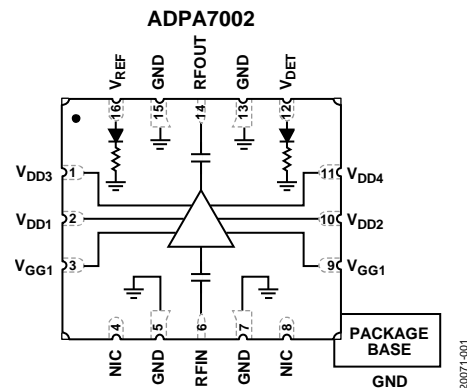 ADPA7002
VREF
GND
RFOUT
GND
VDET
16
15
14
13
12
VDD3 1
11 VDD4
VDD1 2
10 VDD2
VGG1 3
9 VGG1
4
5
6
7
8
NIC
GND
RFIN
GND
NIC
PACKAGE
BASE
GND
20071-001